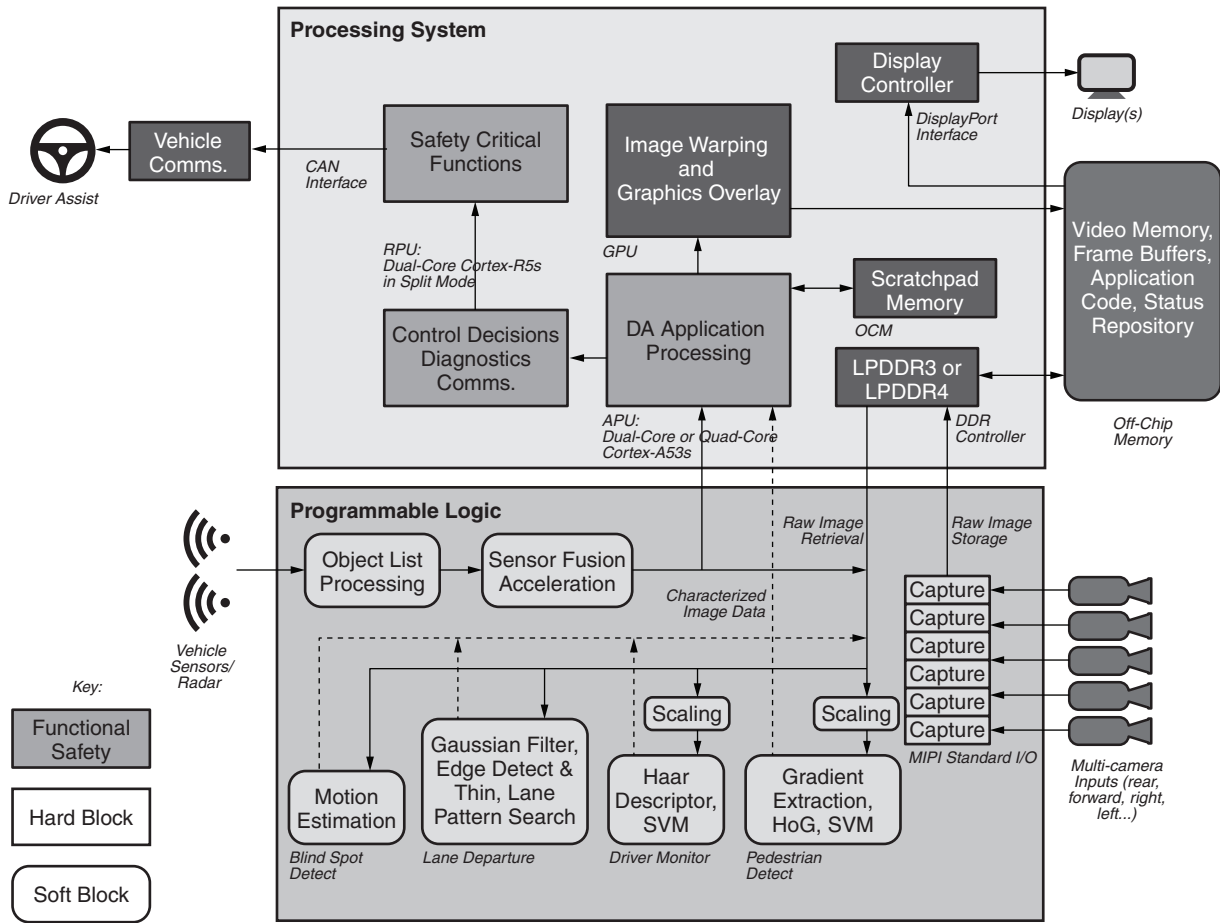 Processing System
Display
Controller
Display(s)
DisplayPort
Interface
Vehicle
Comms.
Driver Assist
CAN
Interface
Safety Critical
Functions
Image Warping
and
Graphics Overlay
GPU
Video Memory,
Frame Buffers,
Application
Code, Status
Repository
Off-Chip
Memory
RPU:
Dual-Core Cortex-R5s
in Split Mode
Scratchpad
Memory
OCM
Control Decisions
Diagnostics
Comms.
DA Application
Processing
LPDDR3 or
LPDDR4
APU:
Dual-Core or Quad-Core
Cortex-A53s
DDR
Controller
Programmable Logic
Object List
Processing
Sensor Fusion
Acceleration
Raw Image
Retrieval
Raw Image
Storage
Characterized
Image Data
Vehicle
Sensors/
Radar
Capture
Capture
Capture
Capture
Capture
Capture
MIPI Standard I/O
Multi-camera
Inputs (rear,
forward, right,
left...)
Scaling
Scaling
Motion
Estimation
Blind Spot
Detect
Gaussian Filter,
Edge Detect &
Thin, Lane
Pattern Search
Lane Departure
Haar
Descriptor,
SVM
Driver Monitor
Gradient
Extraction,
HoG, SVM
Pedestrian
Detect
Key:
Functional
Safety
Hard Block
Soft Block